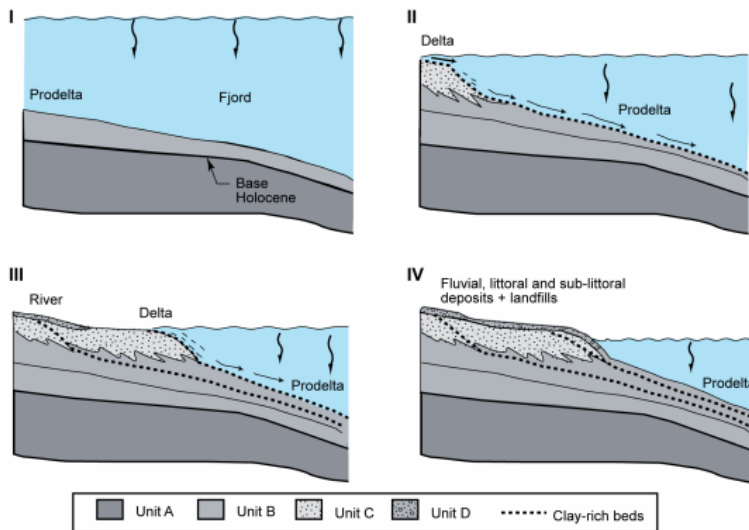 I
Prodelta
Fjord
Base
Holocene
II
Delta
Prodelta
III
River
Delta
Prodelta
IV
Fluvial, littoral and sub-littoral
deposits + landfills
Prodelta
Unit A
Unit B
Unit C
Unit D
Clay-rich beds